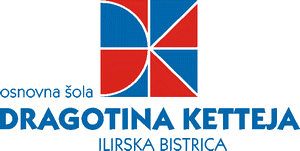 osnovna šola
DRAGOTINA KETTEJA
ILIRSKA BISTRICA